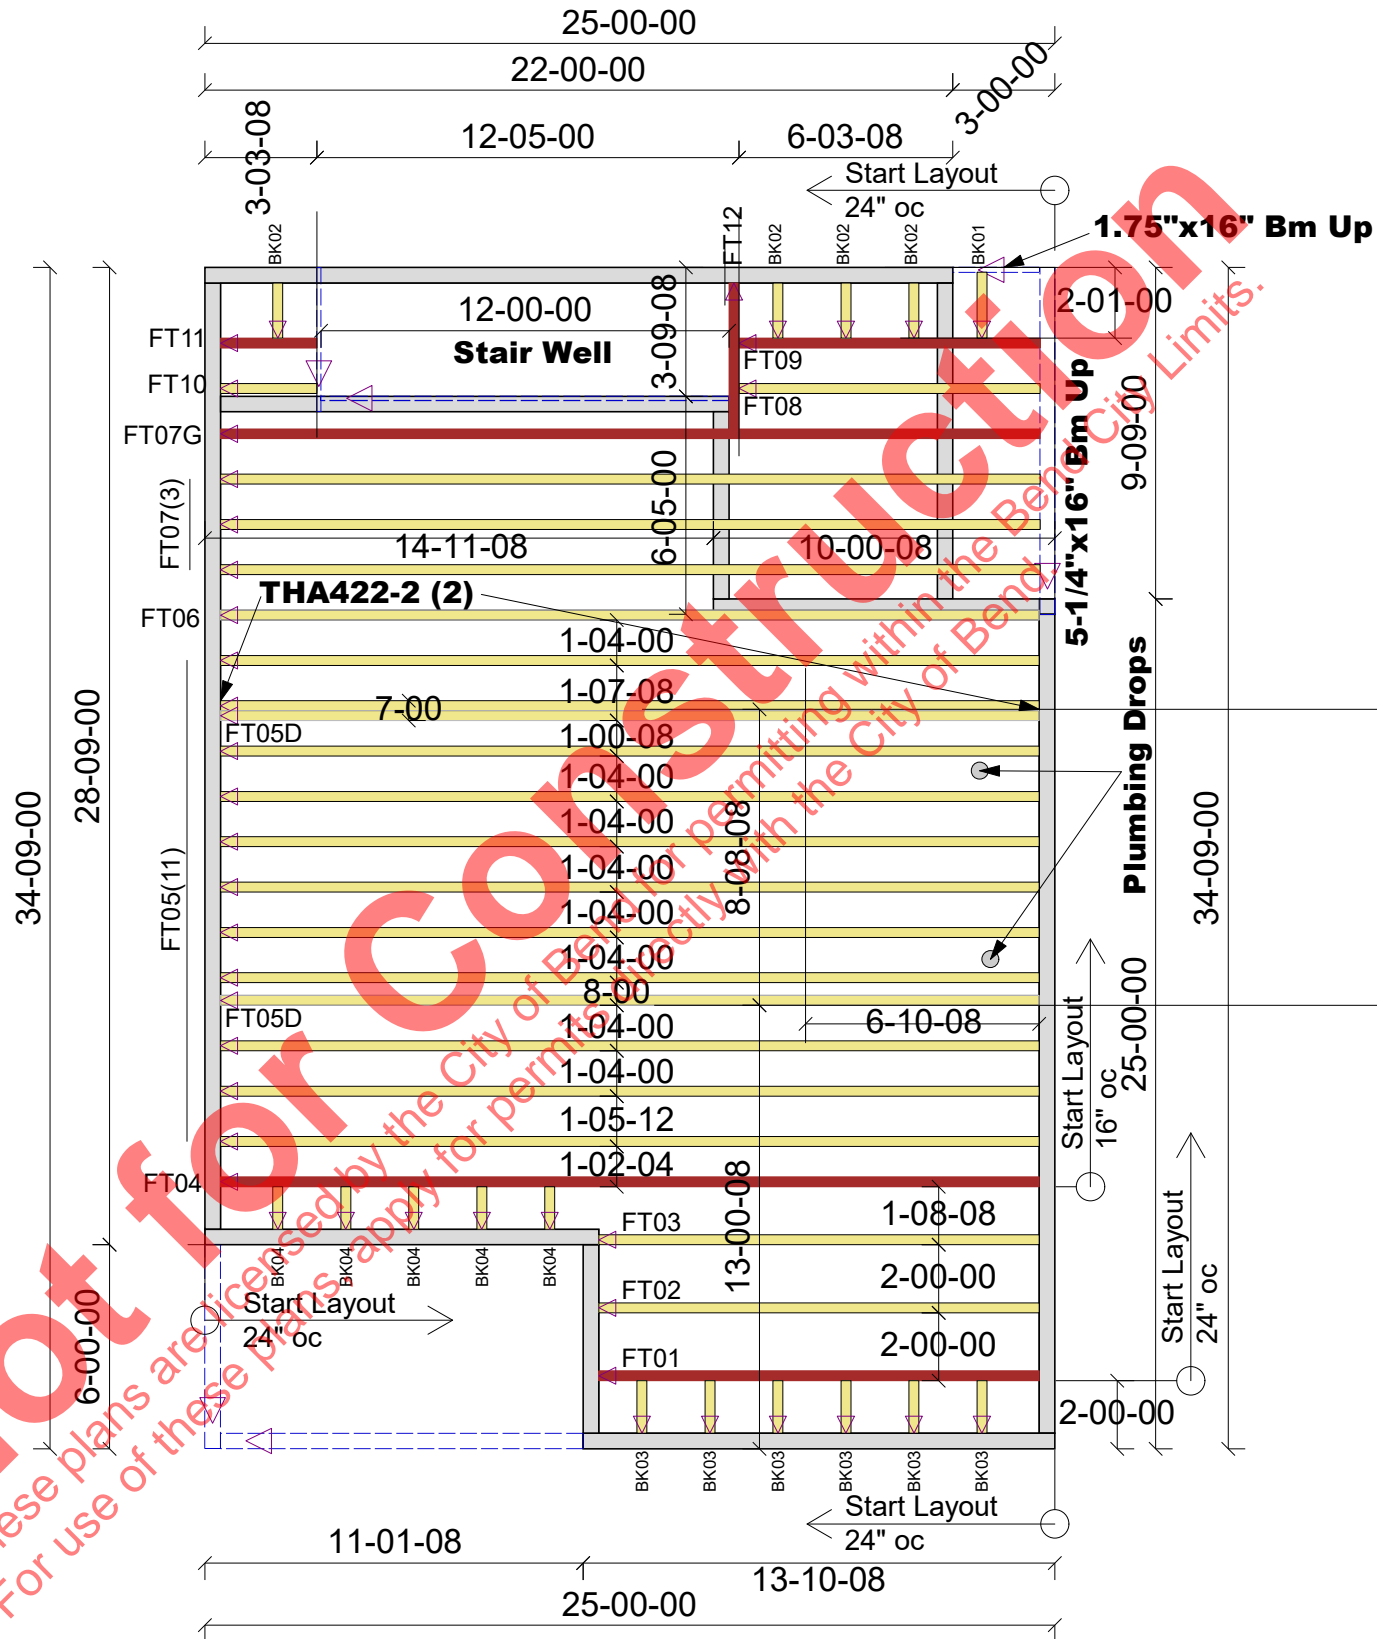 25-00-00
22-00-00
3-00-00
3-03-08
12-05-00
6-03-08
Start Layout
24" oc
BK02
FT12
BK02
BK02
BK02
BK01
1.75"x16" Bm Up
2-01-00
12-00-00
Stair Well
3-09-08
FT11
FT10
FT09
FT08
FT07G
FT07(3)
6-05-00
14-11-08
10-00-08
5-1/4"x16" Bm Up
9-09-00
THA422-2 (2)
FT06
1-04-00
1-07-08
7-00
FT05D
1-00-08
1-04-00
1-04-00
1-04-00
1-04-00
1-04-00
8-00
FT05D
1-04-00
1-04-00
1-05-12
1-02-04
8-08-08
6-10-08
Plumbing Drops
34-09-00
28-09-00
34-09-00
25-00-00
FT05(11)
Start Layout
16" oc
FT04
FT03
1-08-08
FT02
2-00-00
FT01
2-00-00
13-00-08
Start Layout
24" oc
2-00-00
BK04
BK04
BK04
BK04
BK04
Start Layout
24" oc
6-00-00
BK03
BK03
BK03
BK03
BK03
BK03
Start Layout
24" oc
11-01-08
13-10-08
25-00-00
ot for Construction
hese plans are licensed by the City of Bend for permitting within the Bend City Limits.
For use of these plans, apply for permits directly with the City of Bend.